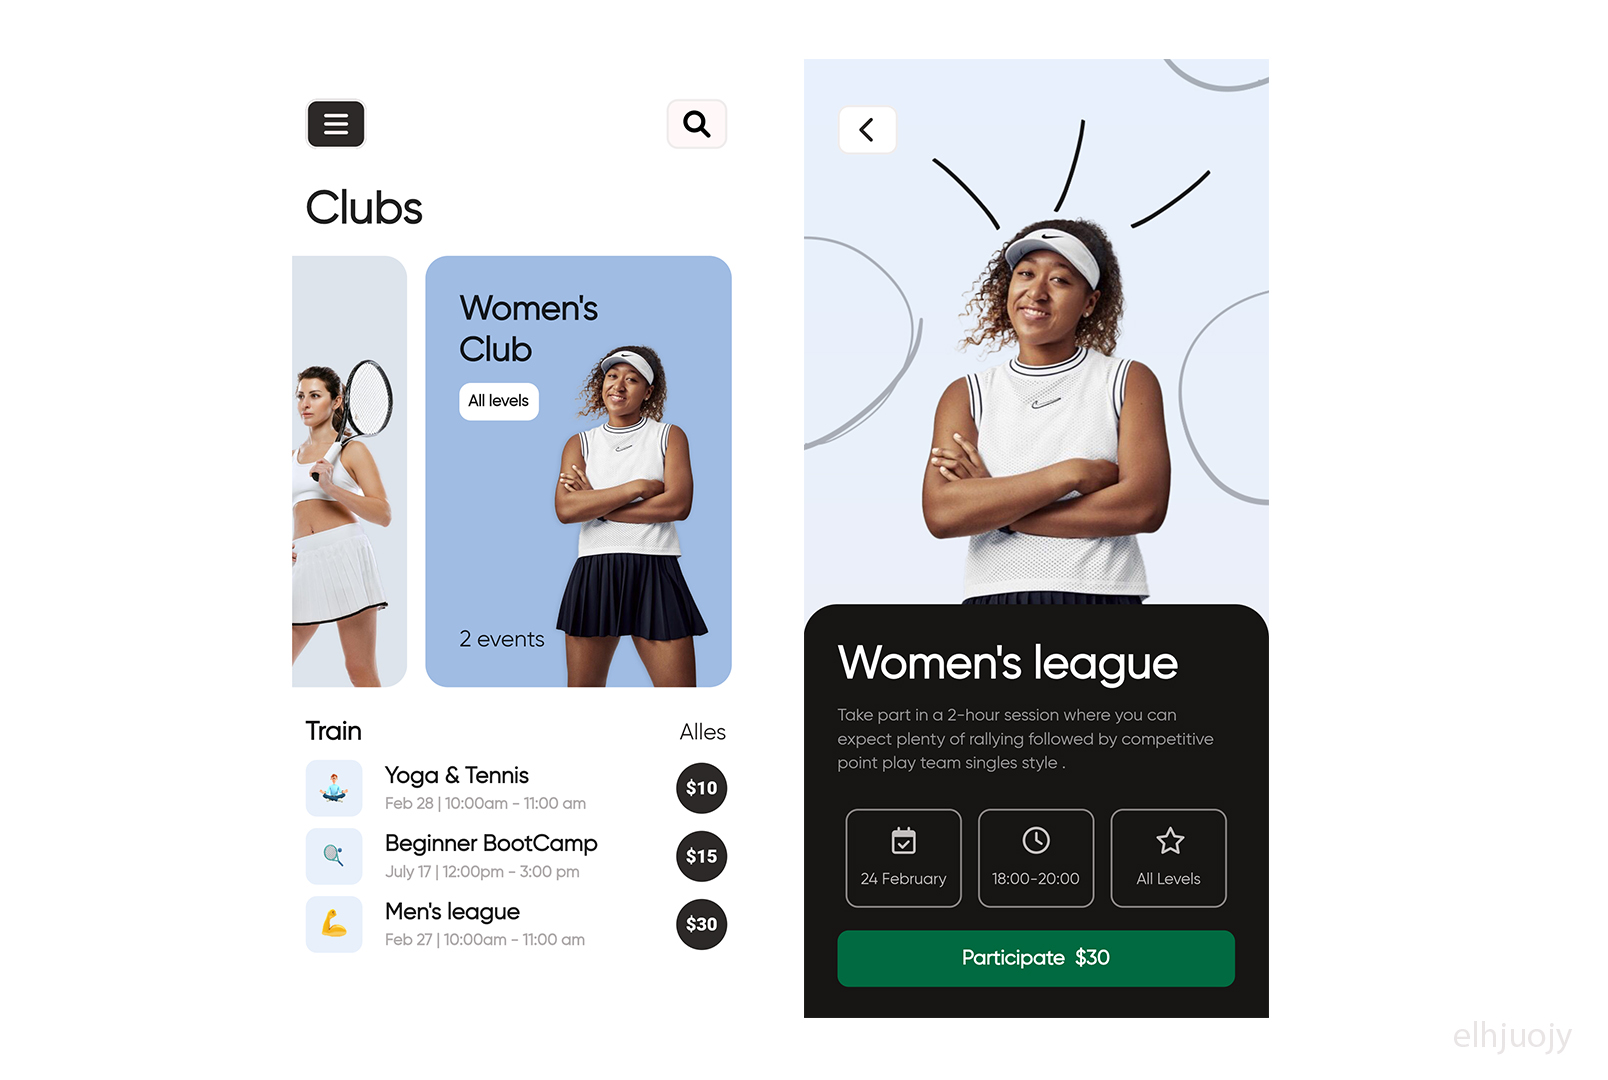 Clubs
Women's
Club
All levels
2 events
Train
Alles
Yoga & Tennis
Feb 28 | 10:00am - 11:00 am
$10
Beginner BootCamp
July 17 | 12:00pm - 3:00 pm
$15
Men's league
Feb 27 | 10:00am - 11:00 am
$30
Women's league
Take part in a 2-hour session where you can
expect plenty of rallying followed by competitive
point play team singles style .
24 February
18:00-20:00
All Levels
Participate $30
elhjuojy